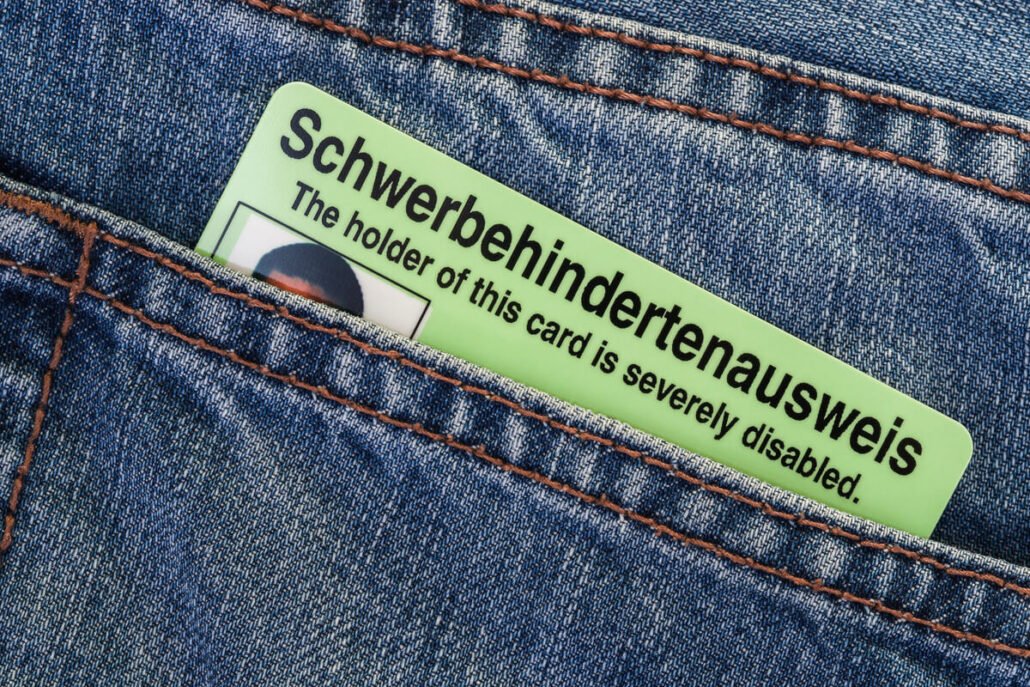 Schwerbehindertenausweis
The holder of this card is severely disabled.